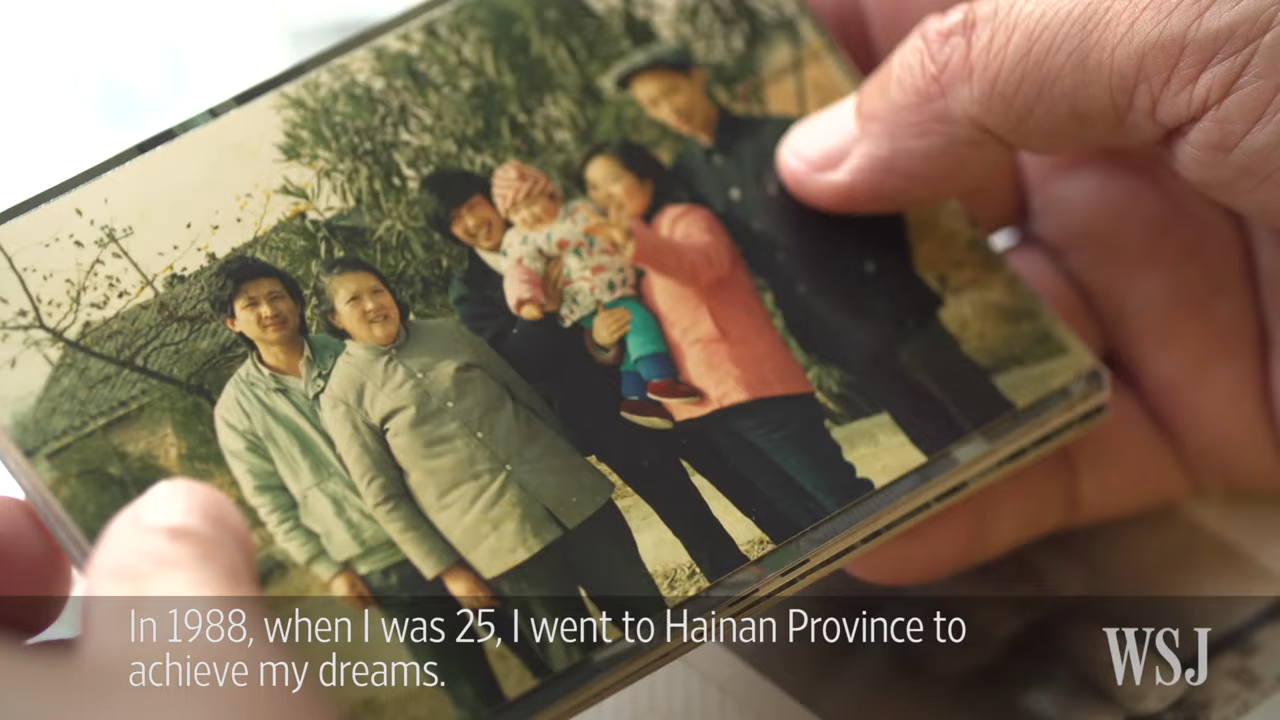 In 1988, when I was 25, I went to Hainan Province to
achieve my dreams.
WSJ